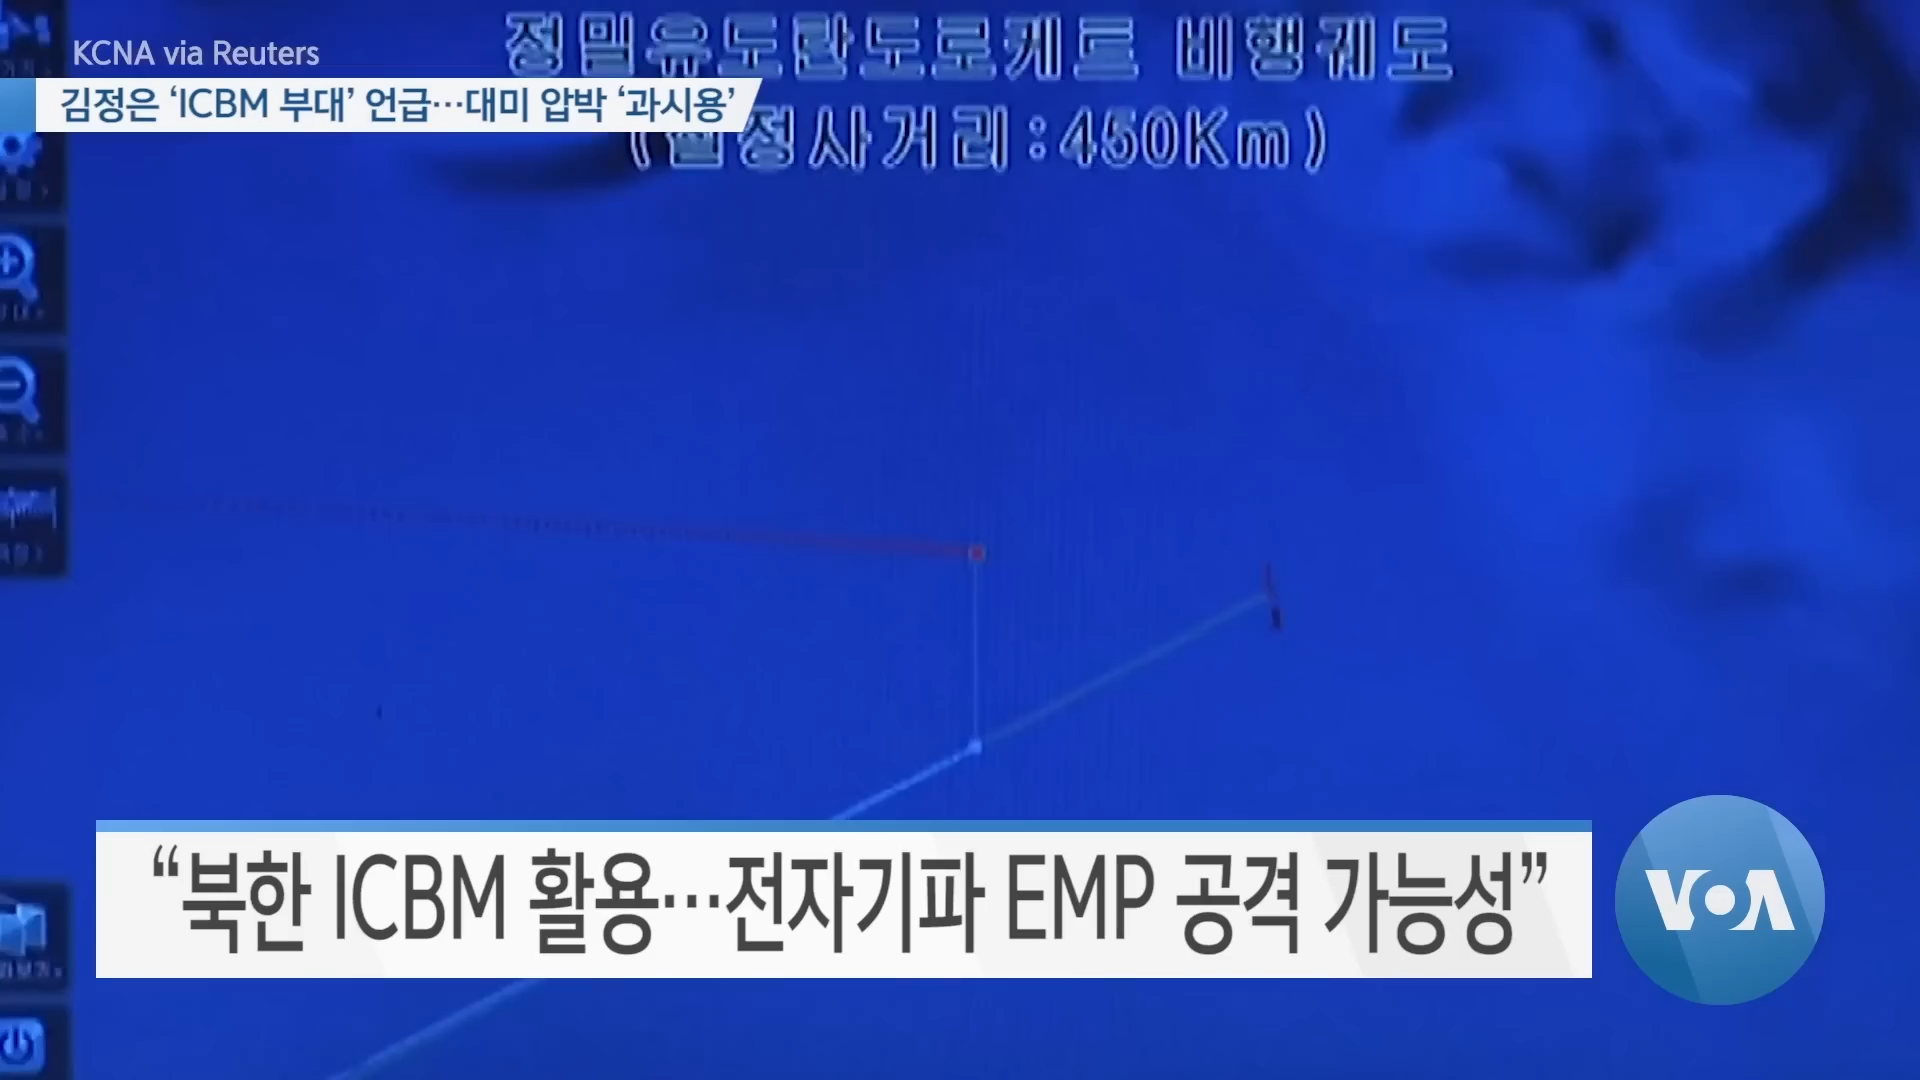 KCNA via Reuters
정밀유도탄도로케트 비행궤도
김정은 ‘ICBM 부대’ 언급…대미 압박 ‘과시용’
정사거리:450Km)
“북한 ICBM 활용…전자기파 EMP 공격 가능성”
VOA